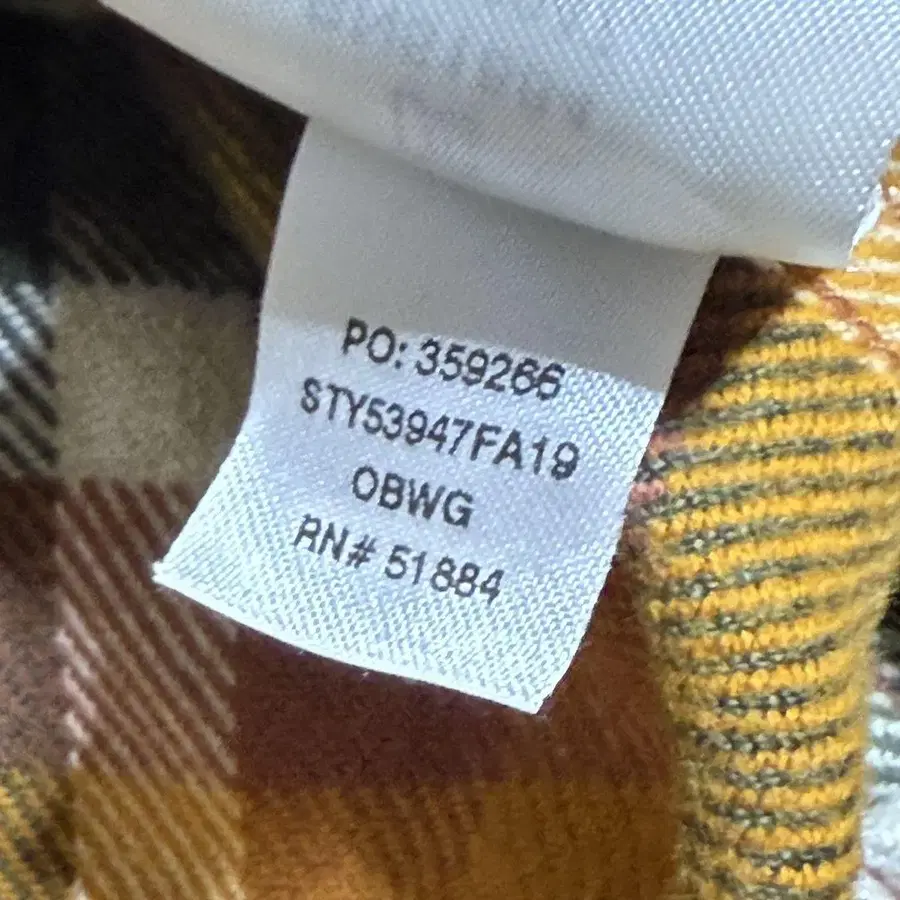 PO: 359266
STY53947FA19
OBWG
RN# 51884